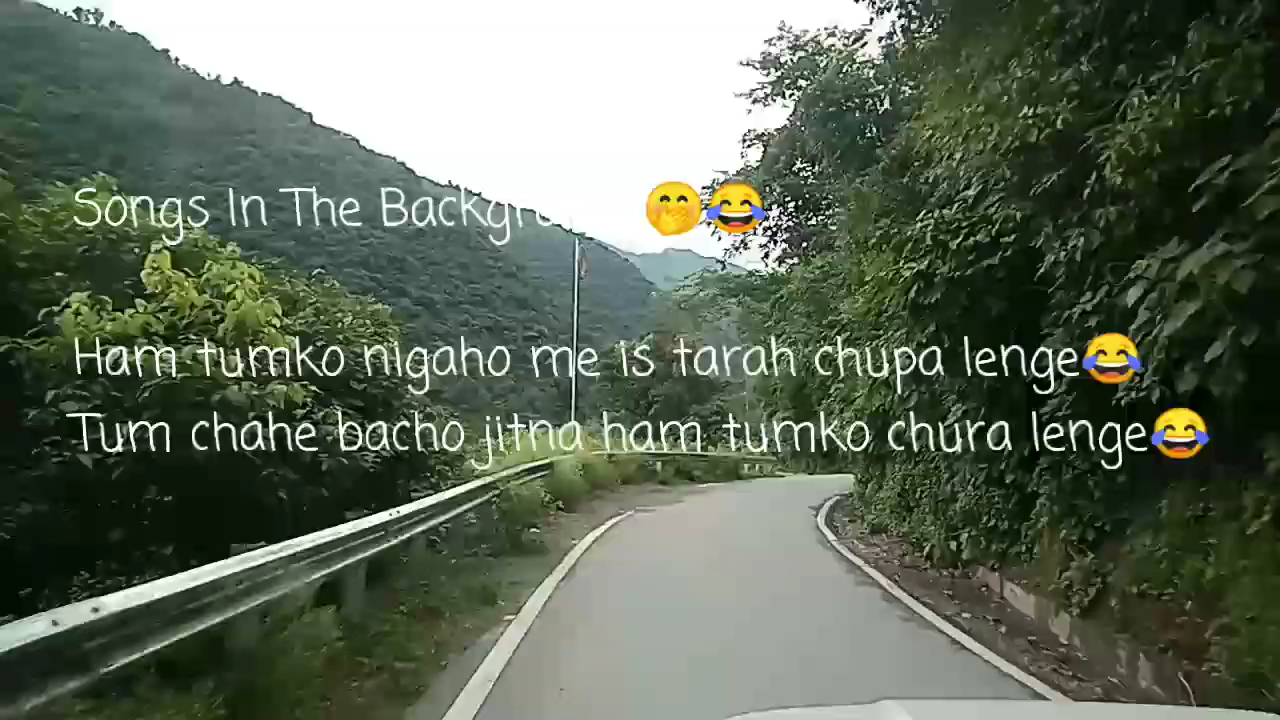 Songs In The 🤭😂
Ham tumko nigaho me is tarah chupa lenge😂
Tum chahe bacho jitna ham tumko chura lenge😂